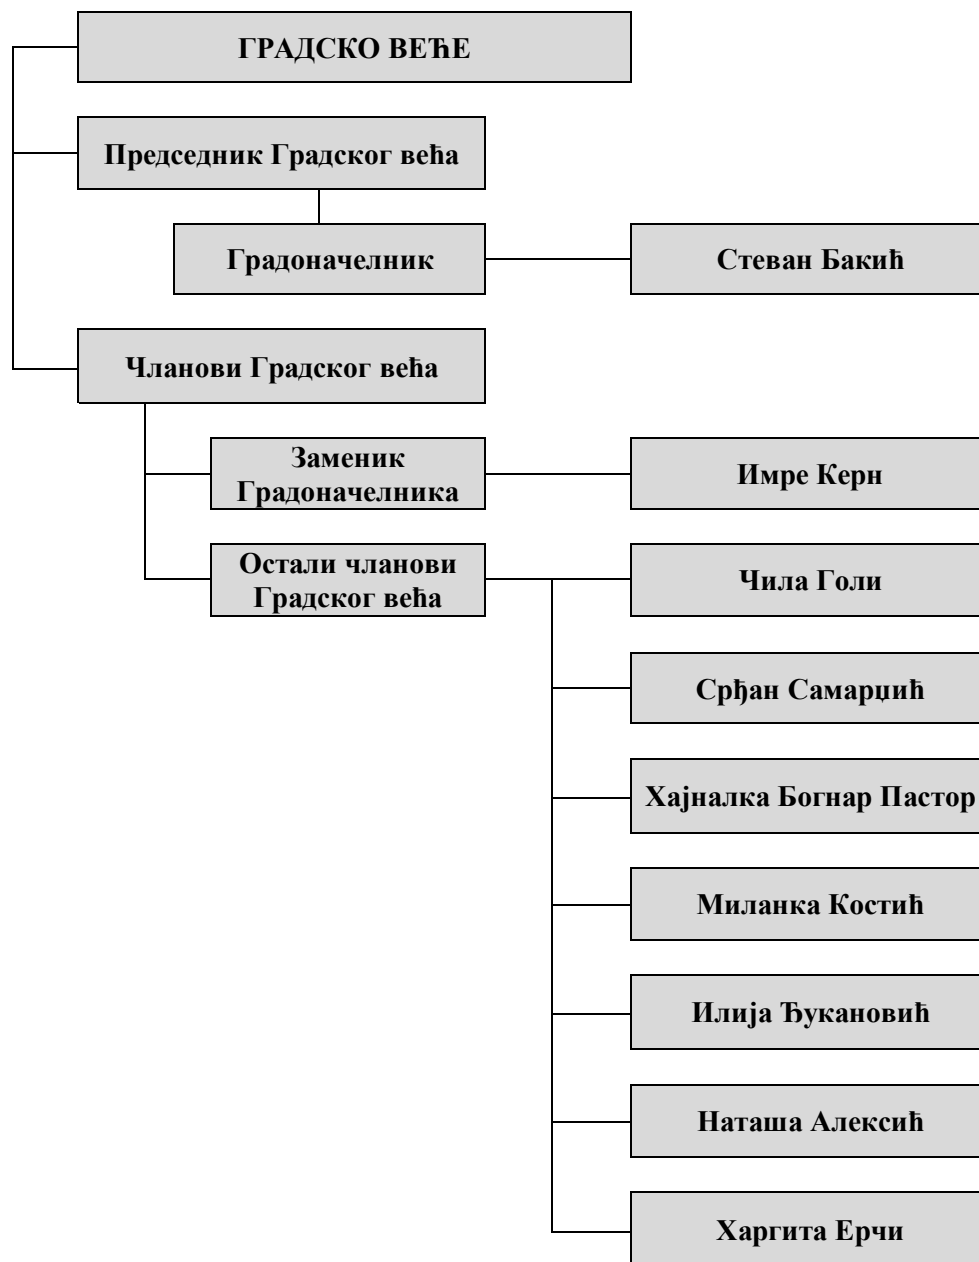 ГРАДСКО ВЕЋЕ
Председник Градског већа
Градоначелник
Стеван Бакић
Чланови Градског већа
Заменик
Градоначелника
Имре Керн
Остали чланови
Градског већа
Чила Голи
Срђан Самарџић
Хајналка Богнар Пастор
Миланка Костић
Илија Ђукановић
Наташа Алексић
Харгита Ерчи